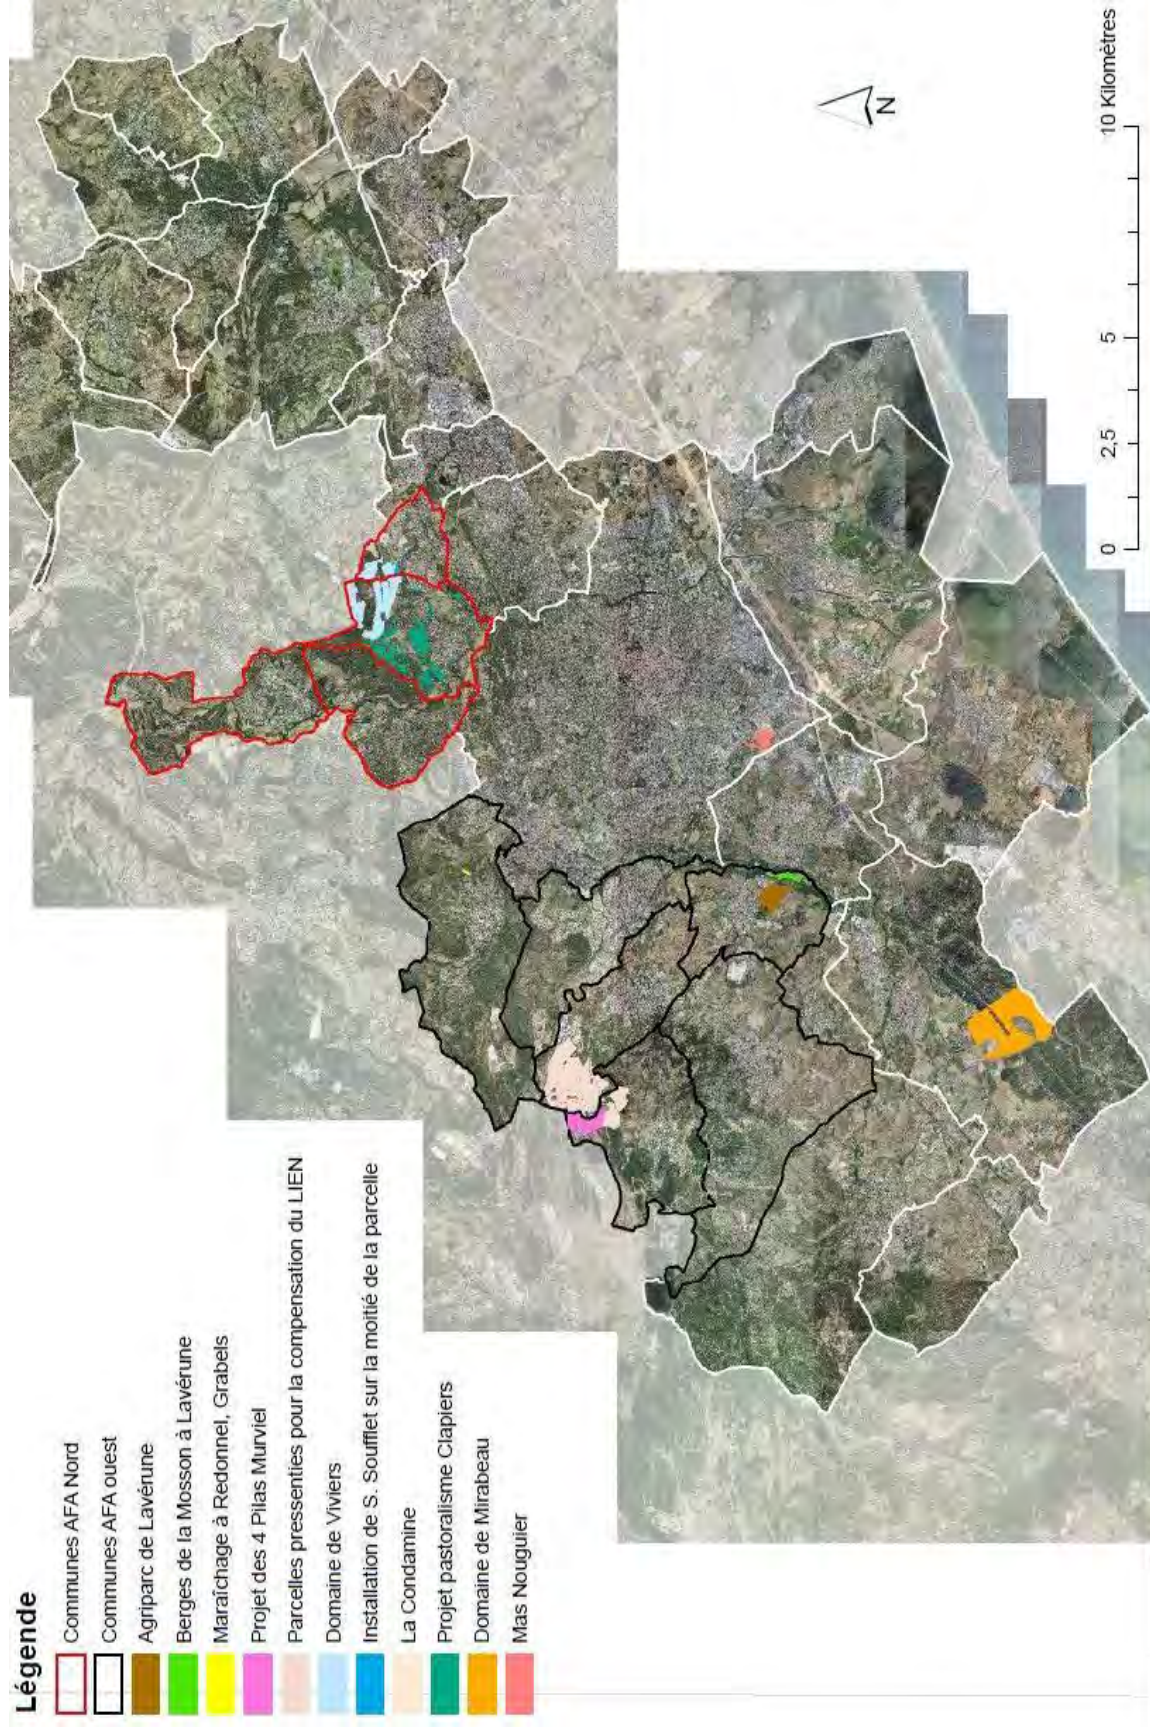 Légende
Communes AFA Nord
Communes AFA ouest
Agriparc de Lavérune
Berges de la Mosson à Lavérune
Maraîchage à Redonnel, Grabels
Projet des 4 Pilas Murviel
Parcelles pressenties pour la compensation du LIEN
Domaine de Viviers
Installation de S. Soufflet sur la moitié de la parcelle
La Condamine
Projet pastoralisme Clapiers
Domaine de Mirabeau
Mas Nouguier
N
0 2,5 5 10 Kilomètres